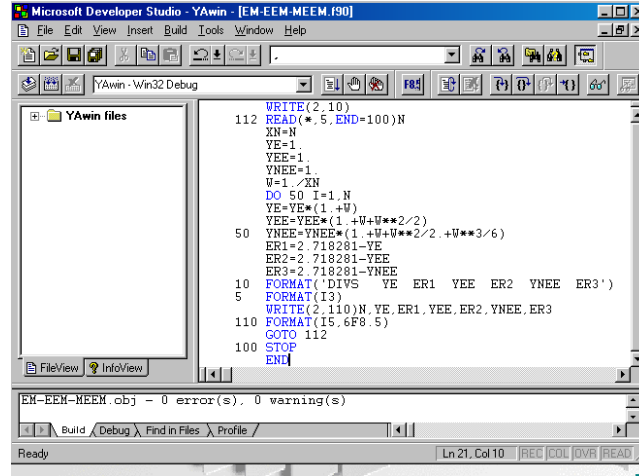 Microsoft Developer Studio - YAwin - [EM-EEM-MEEM.f90]
File Edit View Insert Build Tools Window Help
.
YAwin - Win32 Debug
F8
YAwin files
WRITE(2,10)
112 READ(*,5,END=100)N
XN=N
YE=1.
YEE=1.
YNEE=1.
W=1./XN
DO 50 I=1,N
YE=YE*(1.+W)
YEE=YEE*(1.+W+W**2/2)
50 YNEE=YNEE*(1.+W+W**2/2.+W**3/6)
ER1=2.718281-YE
ER2=2.718281-YEE
ER3=2.718281-YNEE
10 FORMAT('DIVS YE ER1 YEE ER2 YNEE ER3')
5 FORMAT(I3)
WRITE(2,110)N,YE,ER1,YEE,ER2,YNEE,ER3
110 FORMAT(I5,6F8.5)
GOTO 112
100 STOP
END
FileView InfoView
EM-EEM-MEEM.obj - 0 error(s), 0 warning(s)
Build Debug Find in Files Profile
Ready Ln 21, Col 10 REC COL OVR READ